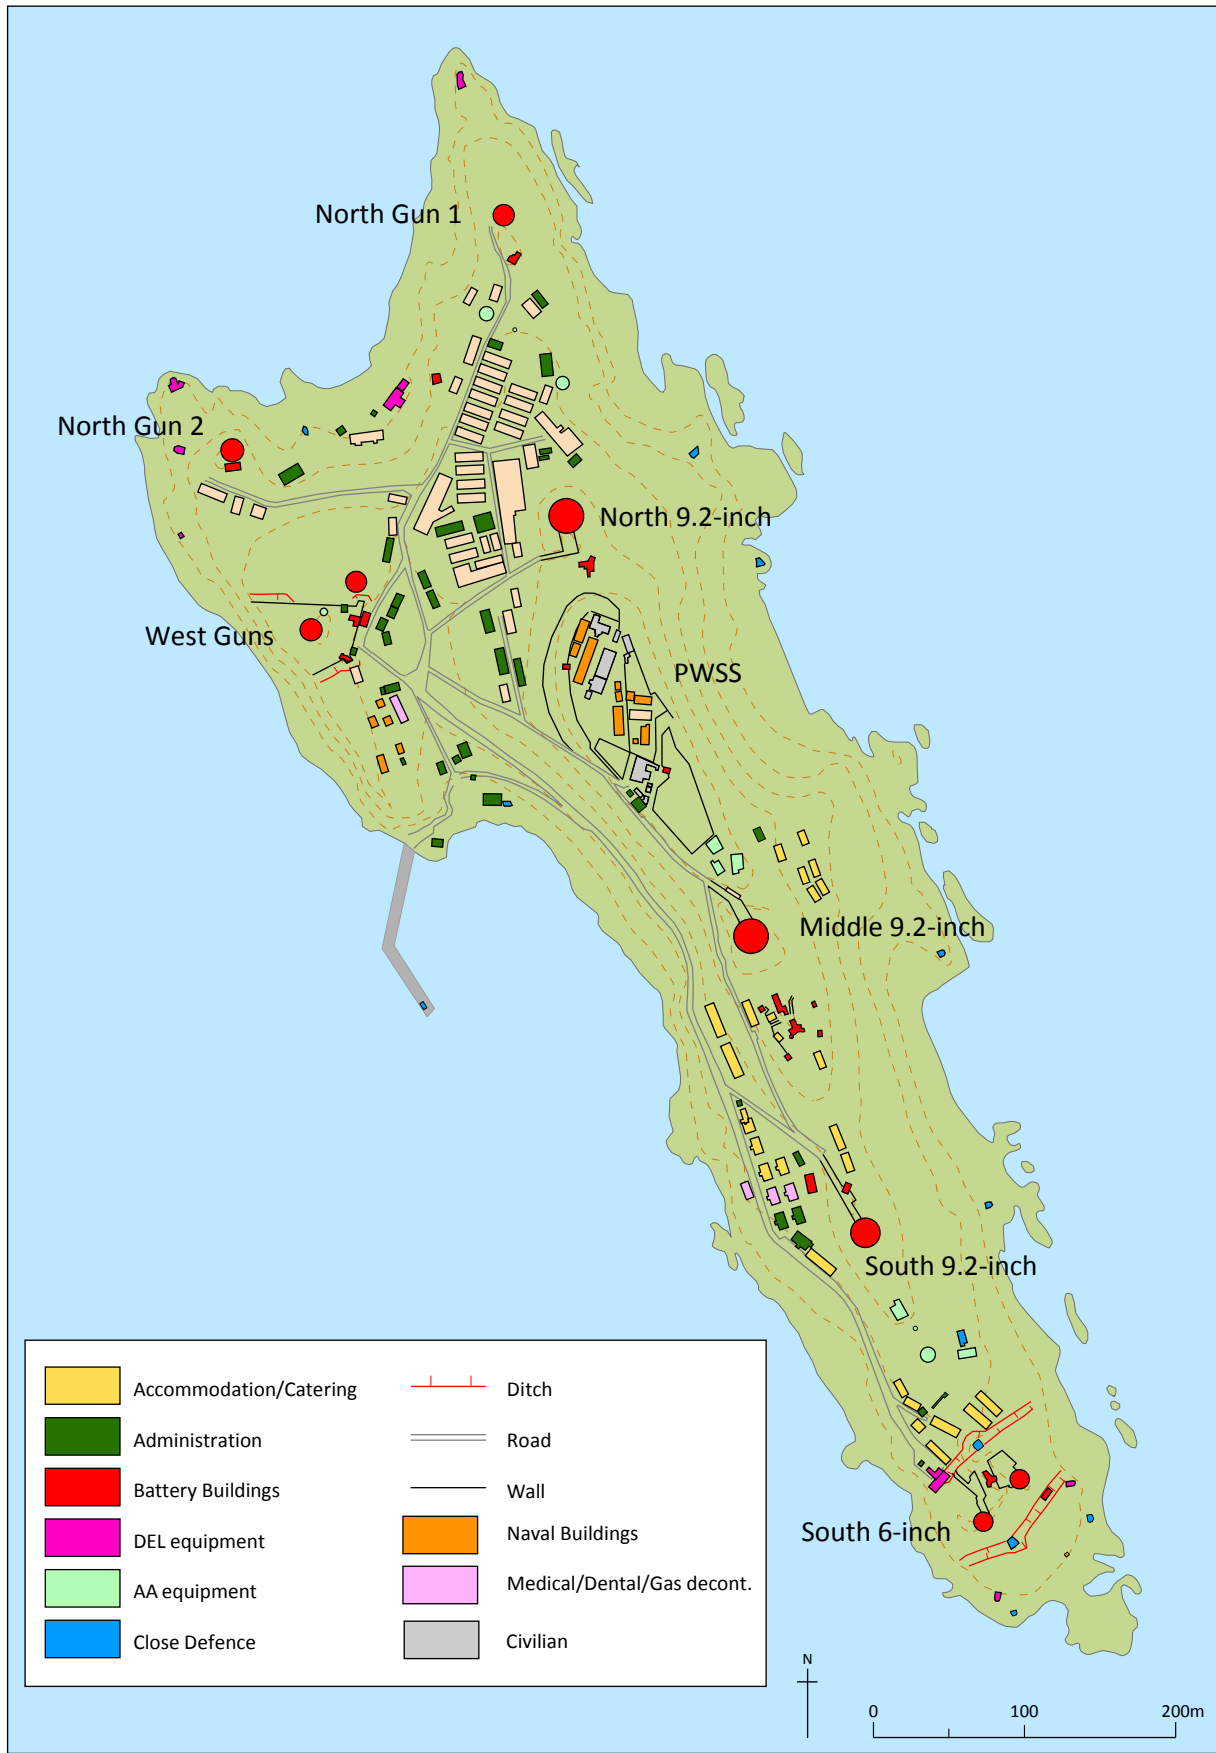 North Gun 1
North Gun 2
North 9.2-inch
West Guns
PWSS
Middle 9.2-inch
South 9.2-inch
South 6-inch
Accommodation/Catering
Administration
Battery Buildings
DEL equipment
AA equipment
Close Defence
Ditch
Road
Wall
Naval Buildings
Medical/Dental/Gas decont.
Civilian
N
0 100 200m